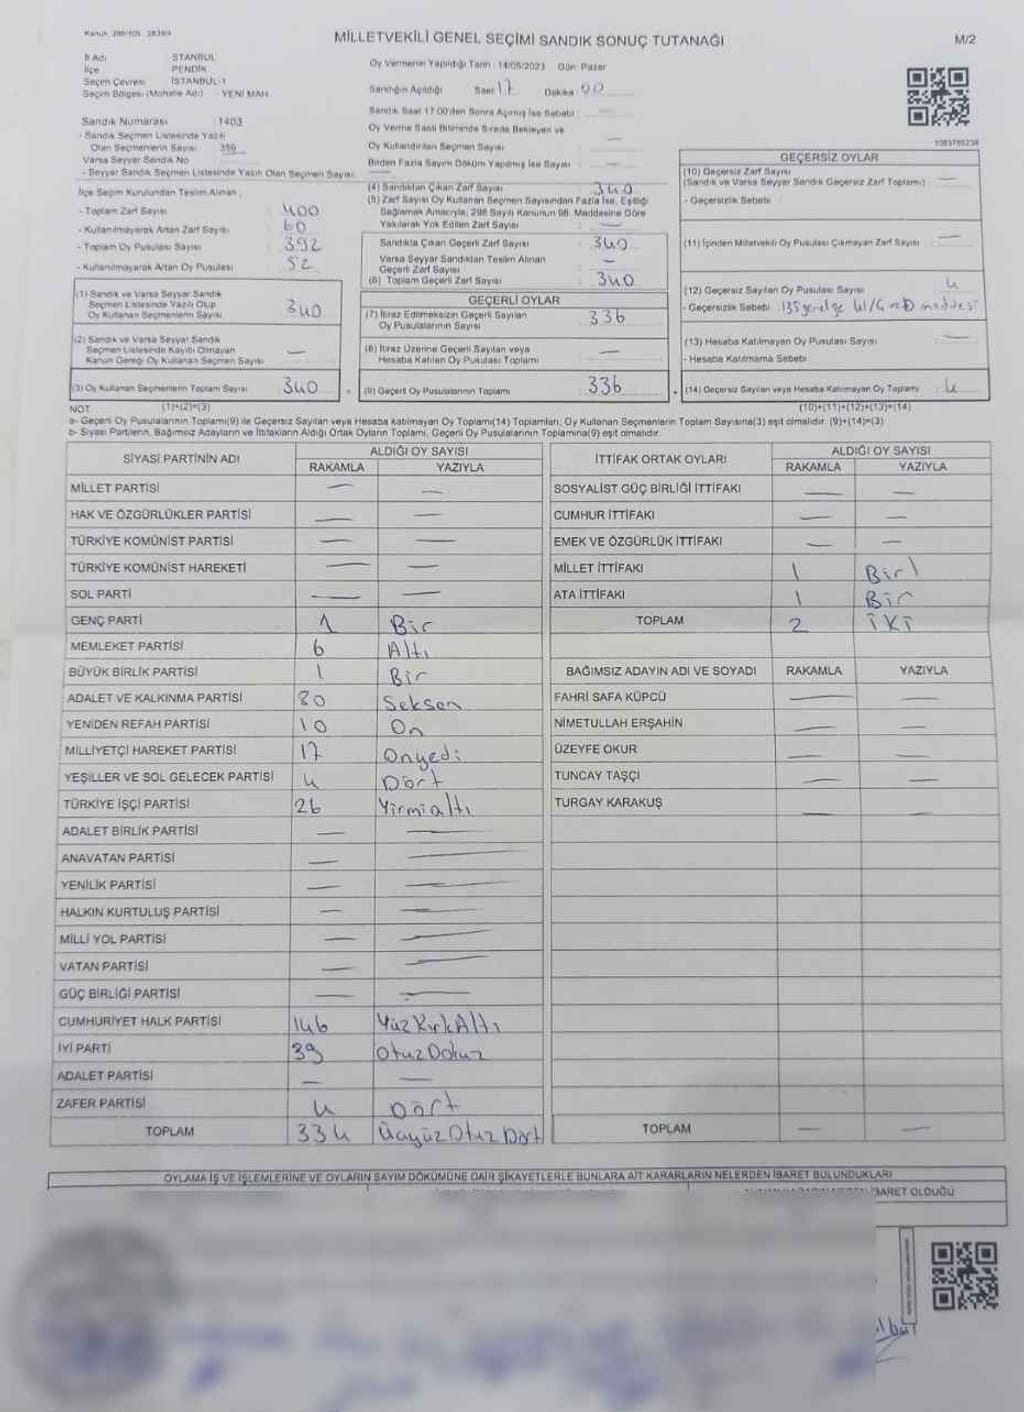 Kanun 298/105 : 2839/9
MİLLETVEKİLİ GENEL SEÇİMİ SANDIK SONUÇ TUTANAĞI
M/2
İl Adı : İSTANBUL
İlçe : PENDİK
Seçim Çevresi : İSTANBUL-1
Seçim Bölgesi (Mahalle Adı) : YENİ MAH.
Sandık Numarası : 1403
- Sandık Seçmen Listesinde Yazılı
Olan Seçmenlerin Sayısı
Varsa Seyyar Sandık No
- Seyyar Sandık Seçmen Listesinde Yazılı Olan Seçmen Sayısı
İlçe Seçim Kurulundan Teslim Alınan ;
- Toplam Zarf Sayısı : 400
- Kullanılmayarak Artan Zarf Sayısı : 60
- Toplam Oy Pusulası Sayısı : 392
- Kullanılmayarak Artan Oy Pusulası : 52
(1) Sandık ve Varsa Seyyar Sandık
Seçmen Listesinde Yazılı Olup
Oy Kullanan Seçmenlerin Sayısı : 340
(2) Sandık ve Varsa Seyyar Sandık
Seçmen Listesinde Kayıtlı Olmayan
Kanun Gereği Oy Kullanan Seçmen Sayısı —
(3) Oy Kullanan Seçmenlerin Toplam Sayısı : 340
(1)+(2)=(3)
Oy Vermenin Yapıldığı Tarih : 14/05/2023 Gün: Pazar
Sandığın Açıldığı Saat 17 Dakika 00
Sandık Saat 17:00'den Sonra Açılmış İse Sebebi :
Oy Verme Saati Bitiminde Sırada Bekleyen ve
Oy Kullandırılan Seçmen Sayısı : —
Birden Fazla Sayım Döküm Yapılmış İse Sayısı : —
(4) Sandıktan Çıkan Zarf Sayısı : 340
(5) Zarf Sayısı Oy Kullanan Seçmen Sayısından Fazla İse, Eşitliği
Sağlamak Amacıyla, 298 Sayılı Kanunun 98. Maddesine Göre
Yakılarak Yok Edilen Zarf Sayısı : —
Sandıkta Çıkan Geçerli Zarf Sayısı : 340
Varsa Seyyar Sandıktan Teslim Alınan
Geçerli Zarf Sayısı : —
(6) Toplam Geçerli Zarf Sayısı : 340
GEÇERLİ OYLAR
(7) İtiraz Edilmeksizin Geçerli Sayılan
Oy Pusulalarının Sayısı : 336
(8) İtiraz Üzerine Geçerli Sayılan veya
Hesaba Katılan Oy Pusulası Toplamı : —
(9) Geçerli Oy Pusulalarının Toplamı : 336
1083785238
GEÇERSİZ OYLAR
(10) Geçersiz Zarf Sayısı
(Sandık ve Varsa Seyyar Sandık Geçersiz Zarf Toplamı) : —
- Geçersizlik Sebebi :
(11) İçinden Milletvekili Oy Pusulası Çıkmayan Zarf Sayısı : —
(12) Geçersiz Sayılan Oy Pusulası Sayısı : 4
- Geçersizlik Sebebi : 135 genelge maddesi
(13) Hesaba Katılmayan Oy Pusulası Sayısı : —
- Hesaba Katılmama Sebebi :
(14) Geçersiz Sayılan veya Hesaba Katılmayan Oy Toplamı : 4
(10)+(11)+(12)+(13)=(14)
NOT
a- Geçerli Oy Pusulalarının Toplamı(9) ile Geçersiz Sayılan veya Hesaba katılmayan Oy Toplamı(14) Toplamları, Oy Kullanan Seçmenlerin Toplam Sayısına(3) eşit olmalıdır. (9)+(14)=(3)
b- Siyasi Partilerin, Bağımsız Adayların ve İttifakların Aldığı Ortak Oyların Toplamı, Geçerli Oy Pusulalarının Toplamına(9) eşit olmalıdır.
SİYASİ PARTİNİN ADI ALDIĞI OY SAYISI
RAKAMLA YAZIYLA
MİLLET PARTİSİ — —
HAK VE ÖZGÜRLÜKLER PARTİSİ — —
TÜRKİYE KOMÜNİST PARTİSİ — —
TÜRKİYE KOMÜNİST HAREKETİ — —
SOL PARTİ — —
GENÇ PARTİ 1 Bir
MEMLEKET PARTİSİ 6 Altı
BÜYÜK BİRLİK PARTİSİ 1 Bir
ADALET VE KALKINMA PARTİSİ 80 Seksen
YENİDEN REFAH PARTİSİ 10 On
MİLLİYETÇİ HAREKET PARTİSİ 17 Onyedi
YEŞİLLER VE SOL GELECEK PARTİSİ 4 Dört
TÜRKİYE İŞÇİ PARTİSİ 26 Yirmialtı
ADALET BİRLİK PARTİSİ — —
ANAVATAN PARTİSİ — —
YENİLİK PARTİSİ — —
HALKIN KURTULUŞ PARTİSİ — —
MİLLİ YOL PARTİSİ — —
VATAN PARTİSİ — —
GÜÇ BİRLİĞİ PARTİSİ — —
CUMHURİYET HALK PARTİSİ 146 YüzKırkAltı
İYİ PARTİ 39 OtuzDokuz
ADALET PARTİSİ — —
ZAFER PARTİSİ 4 Dört
TOPLAM 334 ÜçyüzOtuzDört
İTTİFAK ORTAK OYLARI ALDIĞI OY SAYISI
RAKAMLA YAZIYLA
SOSYALİST GÜÇ BİRLİĞİ İTTİFAKI — —
CUMHUR İTTİFAKI — —
EMEK VE ÖZGÜRLÜK İTTİFAKI — —
MİLLET İTTİFAKI 1 Bir
ATA İTTİFAKI 1 Bir
TOPLAM 2 İKİ
BAĞIMSIZ ADAYIN ADI VE SOYADI RAKAMLA YAZIYLA
FAHRİ SAFA KÜPCÜ — —
NİMETULLAH ERŞAHİN — —
ÜZEYFE OKUR — —
TUNCAY TAŞÇI — —
TURGAY KARAKUŞ — —
TOPLAM — —
OYLAMA İŞ VE İŞLEMLERİNE VE OYLARIN SAYIM DÖKÜMÜNE DAİR ŞİKAYETLERLE BUNLARA AİT KARARLARIN NELERDEN İBARET BULUNDUKLARI
İBARET OLDUĞU